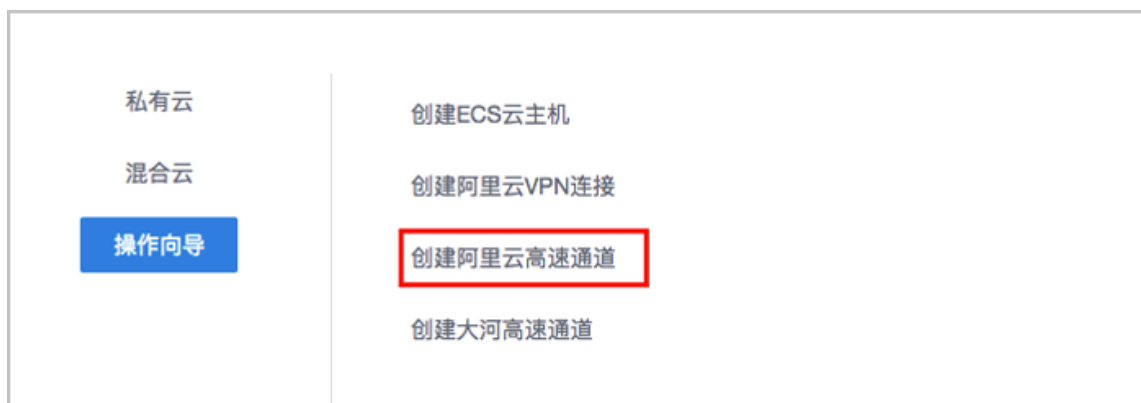 私有云
混合云
操作向导
创建ECS云主机
创建阿里云VPN连接
创建阿里云高速通道
创建大河高速通道